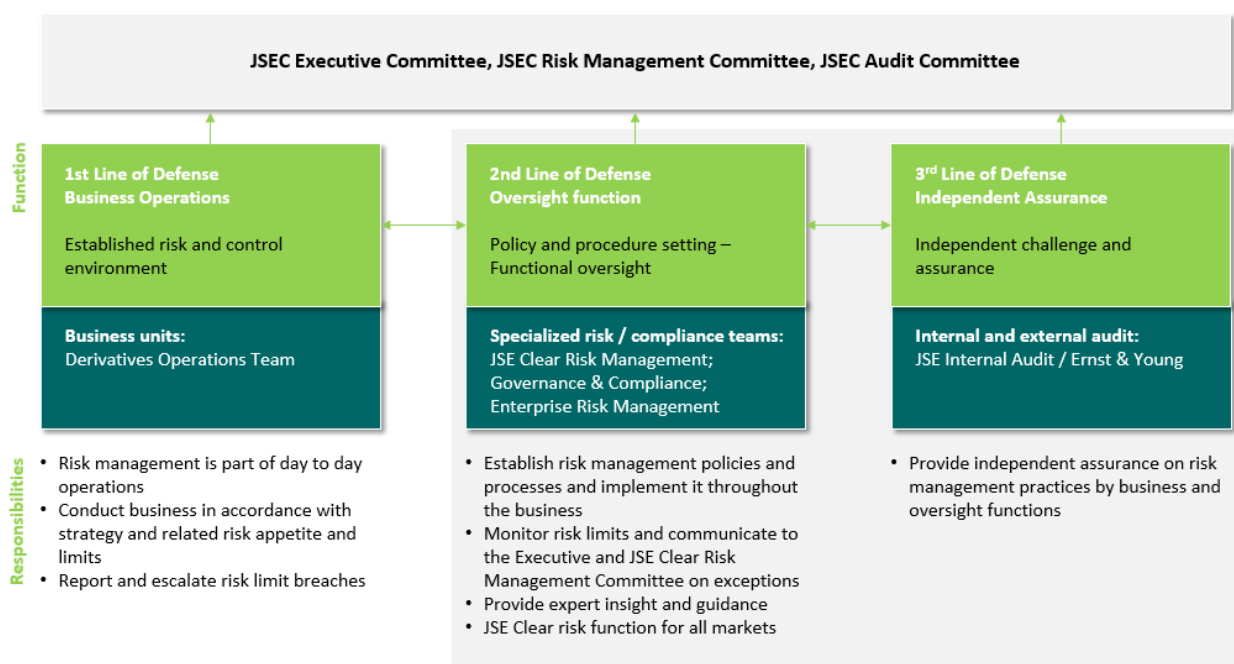 JSEC Executive Committee, JSEC Risk Management Committee, JSEC Audit Committee
Function
1st Line of Defense
Business Operations
Established risk and control
environment
Business units:
Derivatives Operations Team
2nd Line of Defense
Oversight function
Policy and procedure setting –
Functional oversight
Specialized risk / compliance teams:
JSE Clear Risk Management;
Governance & Compliance;
Enterprise Risk Management
3rd Line of Defense
Independent Assurance
Independent challenge and
assurance
Internal and external audit:
JSE Internal Audit / Ernst & Young
Responsibilities
• Risk management is part of day to day
operations
• Conduct business in accordance with
strategy and related risk appetite and
limits
• Report and escalate risk limit breaches
• Establish risk management policies and
processes and implement it throughout
the business
• Monitor risk limits and communicate to
the Executive and JSE Clear Risk
Management Committee on exceptions
• Provide expert insight and guidance
• JSE Clear risk function for all markets
• Provide independent assurance on risk
management practices by business and
oversight functions